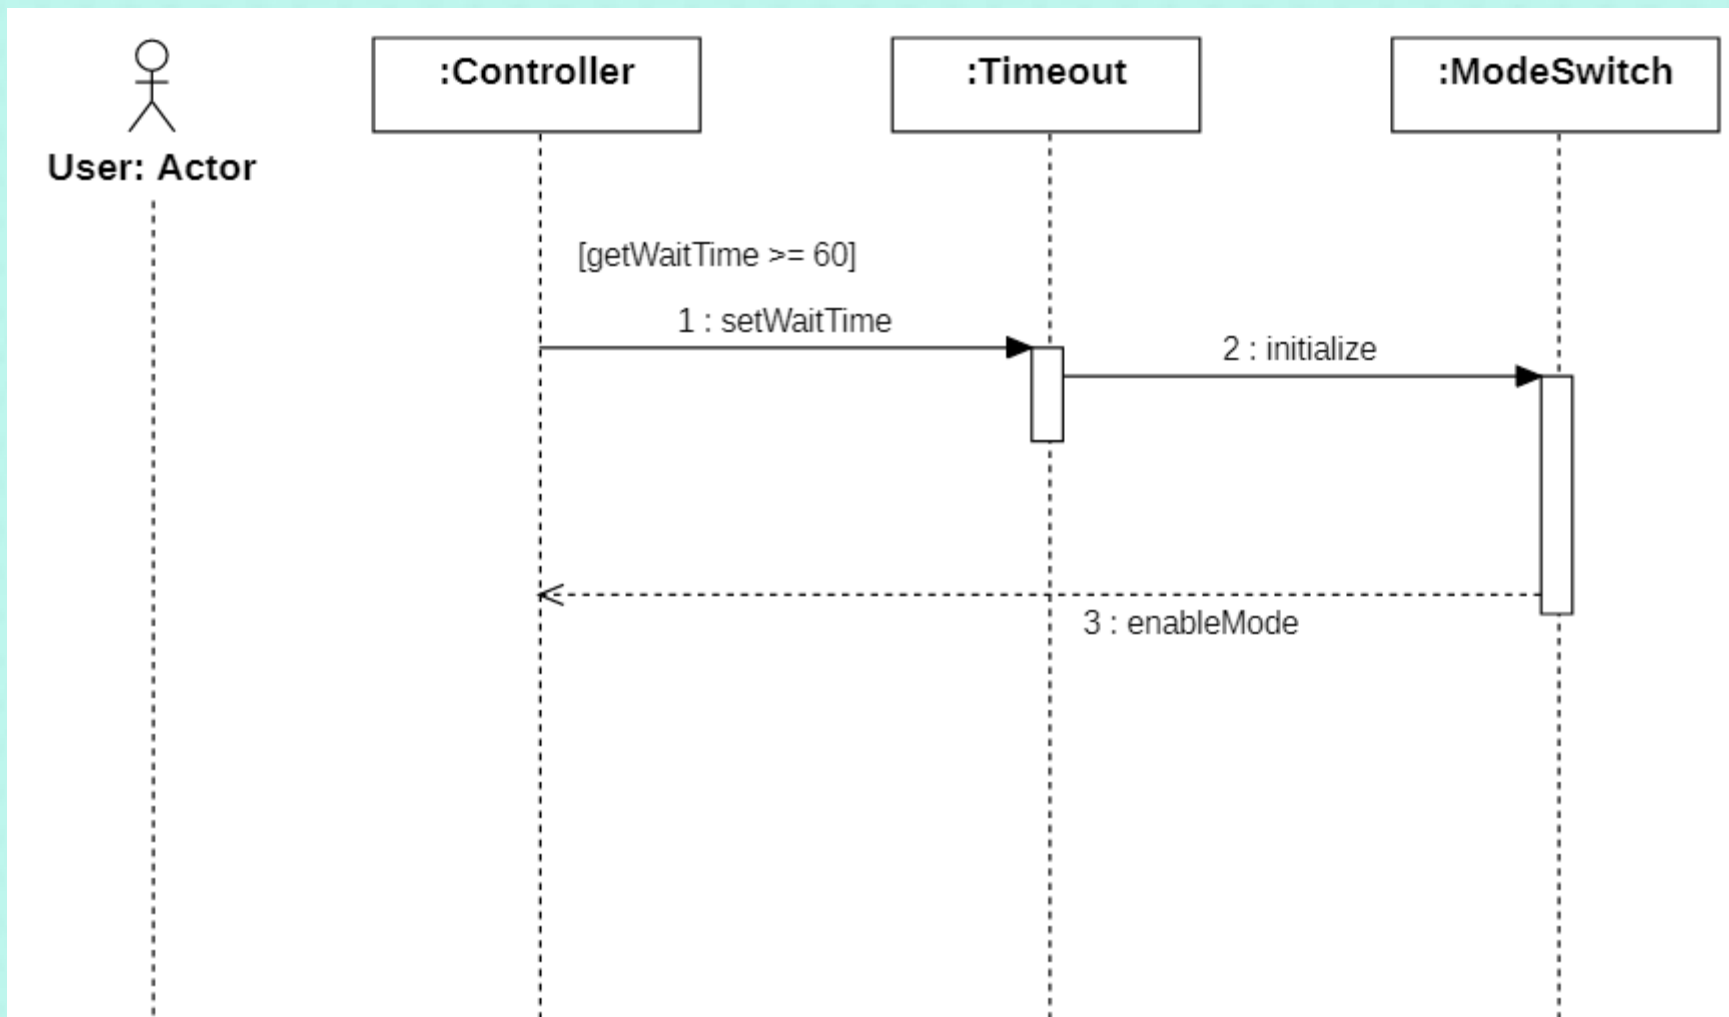 :Controller
:Timeout
:ModeSwitch
User: Actor
[getWaitTime >= 60]
1 : setWaitTime
2 : initialize
3 : enableMode